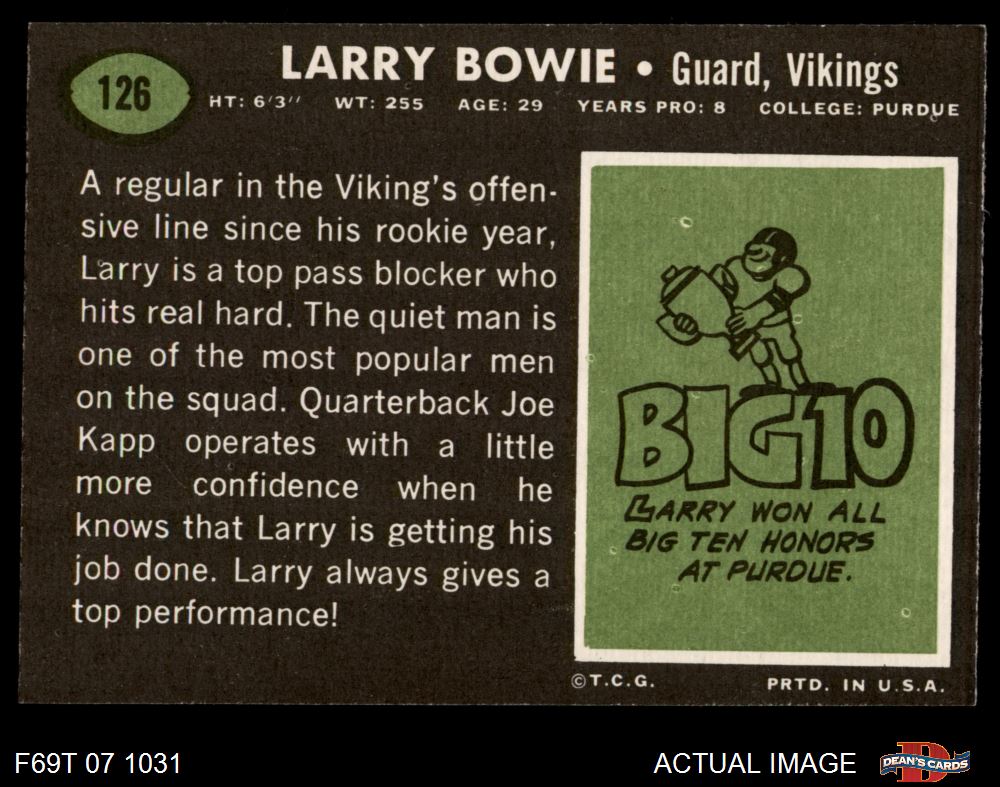 126
LARRY BOWIE • Guard, Vikings
HT: 6'3'' WT: 255 AGE: 29 YEARS PRO: 8 COLLEGE: PURDUE
A regular in the Viking's offen-
sive line since his rookie year,
Larry is a top pass blocker who
hits real hard. The quiet man is
one of the most popular men
on the squad. Quarterback Joe
Kapp operates with a little
more confidence when he
knows that Larry is getting his
job done. Larry always gives a
top performance!
BIG 10
LARRY WON ALL
BIG TEN HONORS
AT PURDUE.
©T.C.G. PRTD. IN U.S.A.
F69T 07 1031 ACTUAL IMAGE
D
DEAN'S CARDS